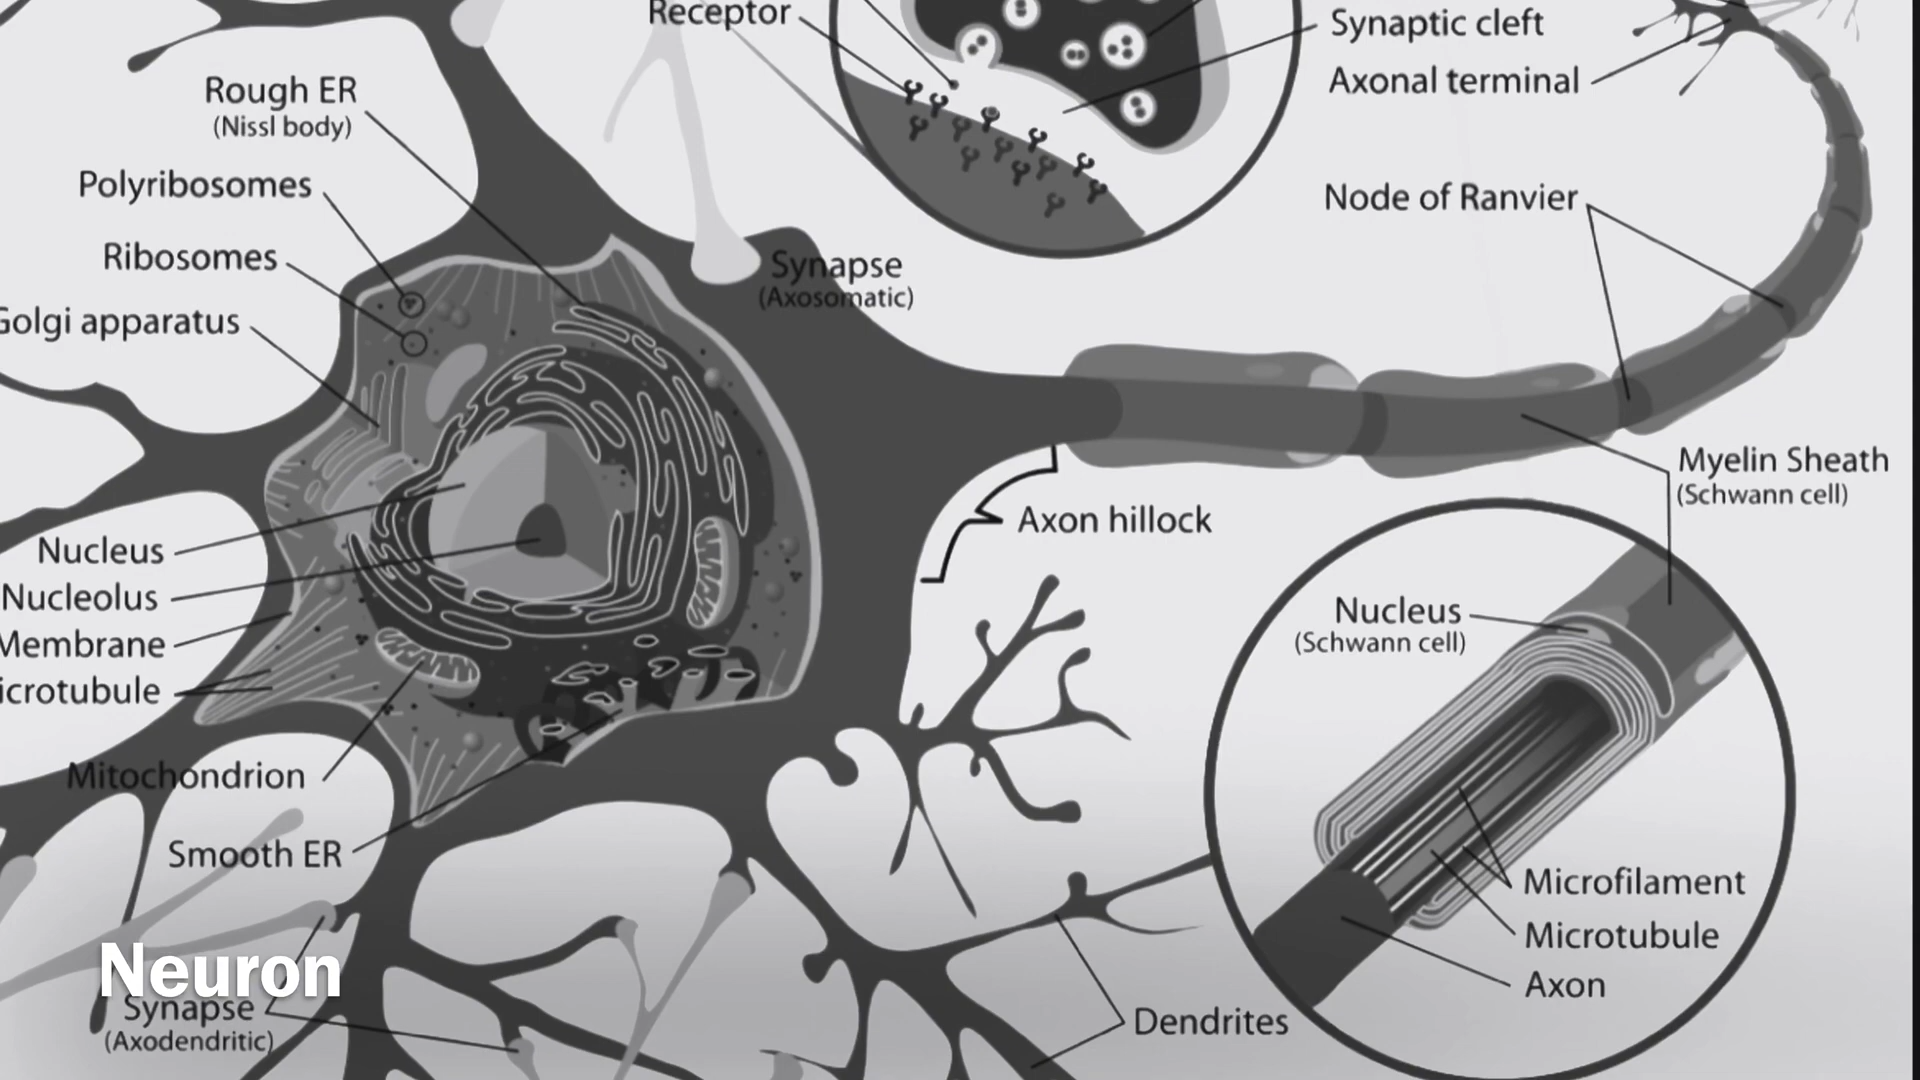 Receptor
Synaptic cleft
Axonal terminal
Rough ER
(Nissl body)
Polyribosomes
Node of Ranvier
Ribosomes
Synapse
(Axosomatic)
Golgi apparatus
Myelin Sheath
(Schwann cell)
Axon hillock
Nucleus
Nucleolus
Membrane
icrotubule
Nucleus
(Schwann cell)
Mitochondrion
Smooth ER
Microfilament
Microtubule
Axon
Neuron
Synapse
(Axodendritic)
Dendrites